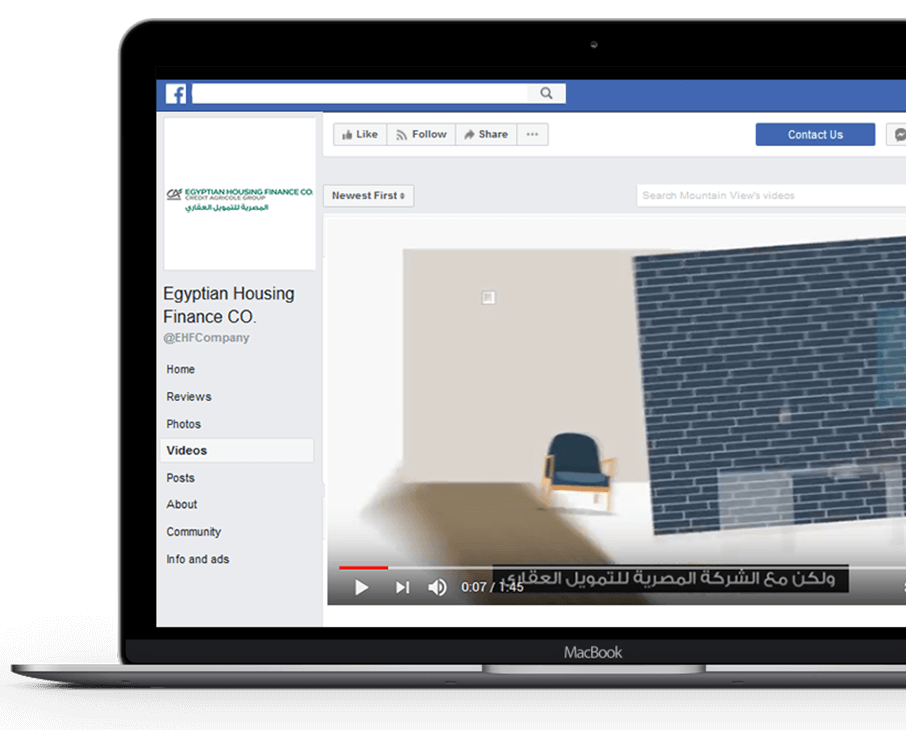 f
Like
Follow
Share
...
Contact Us
CA
EGYPTIAN HOUSING FINANCE CO.
CRÉDIT AGRICOLE GROUP
المصرية للتمويل العقاري
Newest First
Search Mountain View's videos
Egyptian Housing
Finance CO.
@EHFCompany
Home
Reviews
Photos
Videos
Posts
About
Community
Info and ads
0:07 / 1:45
ولكن مع الشركة المصرية للتمويل العقاري
MacBook